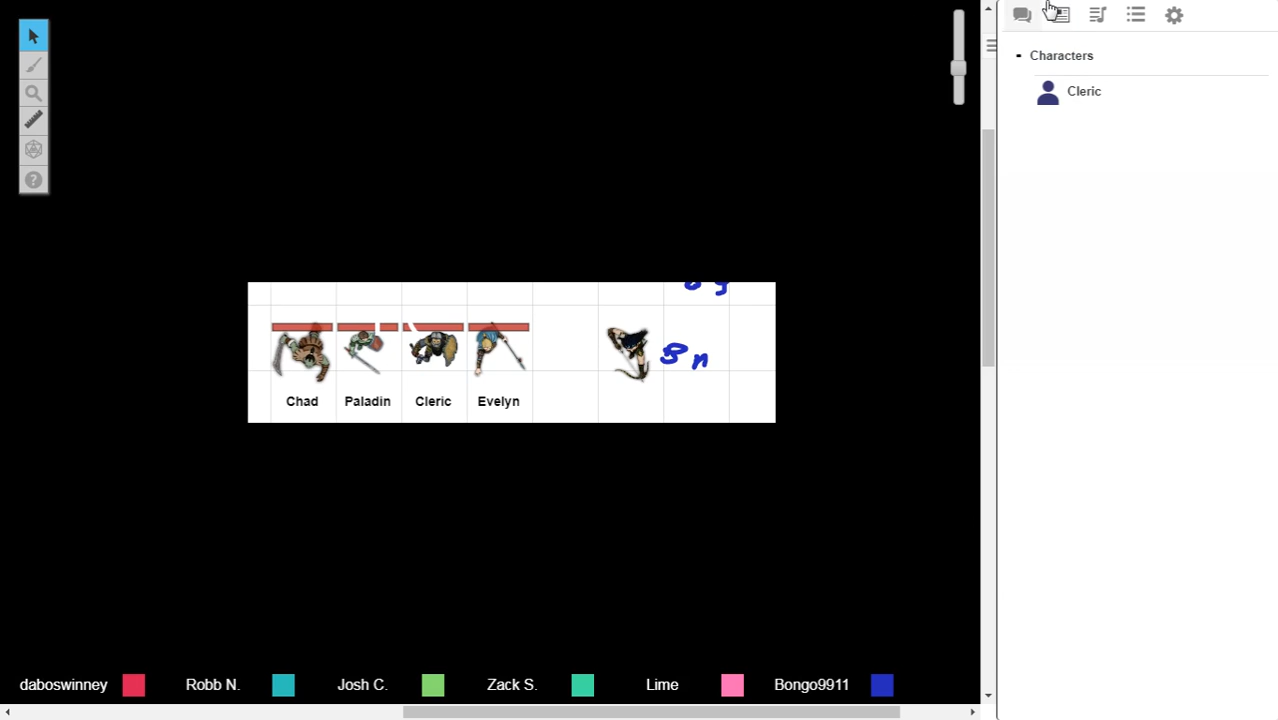 Characters
Cleric
Chad Paladin Cleric Evelyn
daboswinney Robb N. Josh C. Zack S. Lime Bongo9911